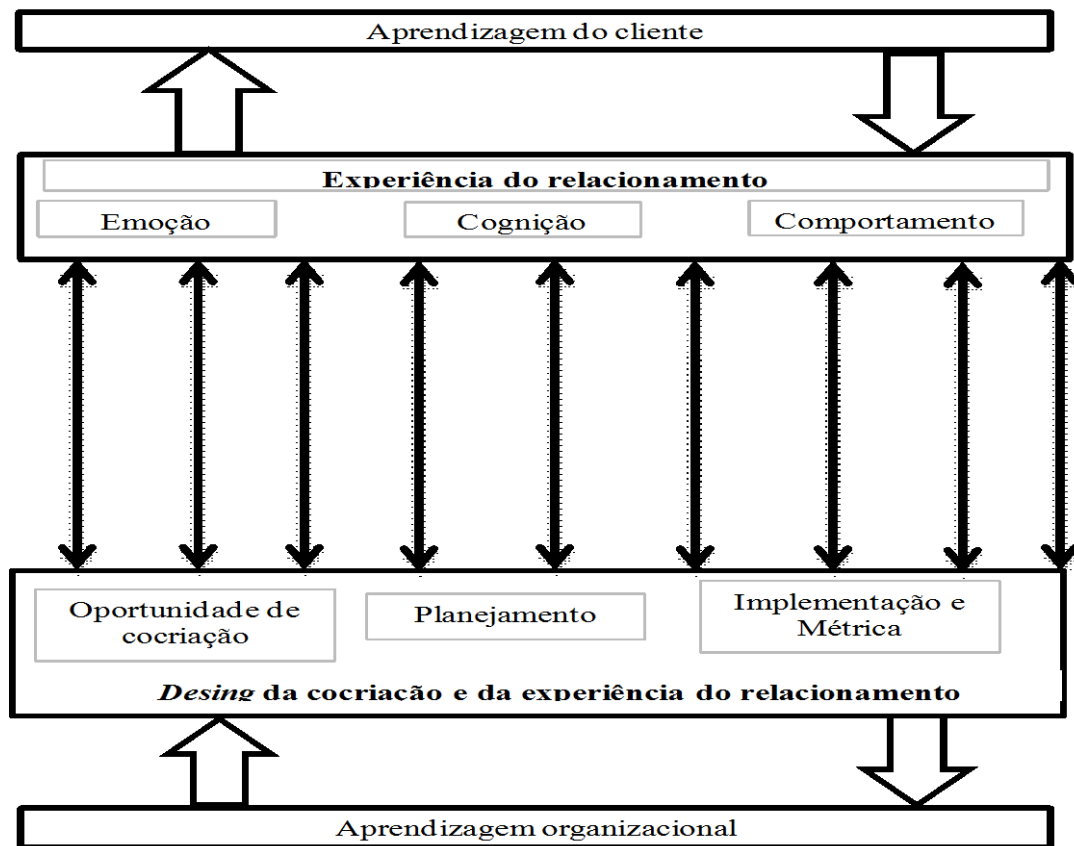 Aprendizagem do cliente
Experiência do relacionamento
Emoção
Cognição
Comportamento
Oportunidade de
cocriação
Planejamento
Implementação e
Métrica
Desing da cocriação e da experiência do relacionamento
Aprendizagem organizacional